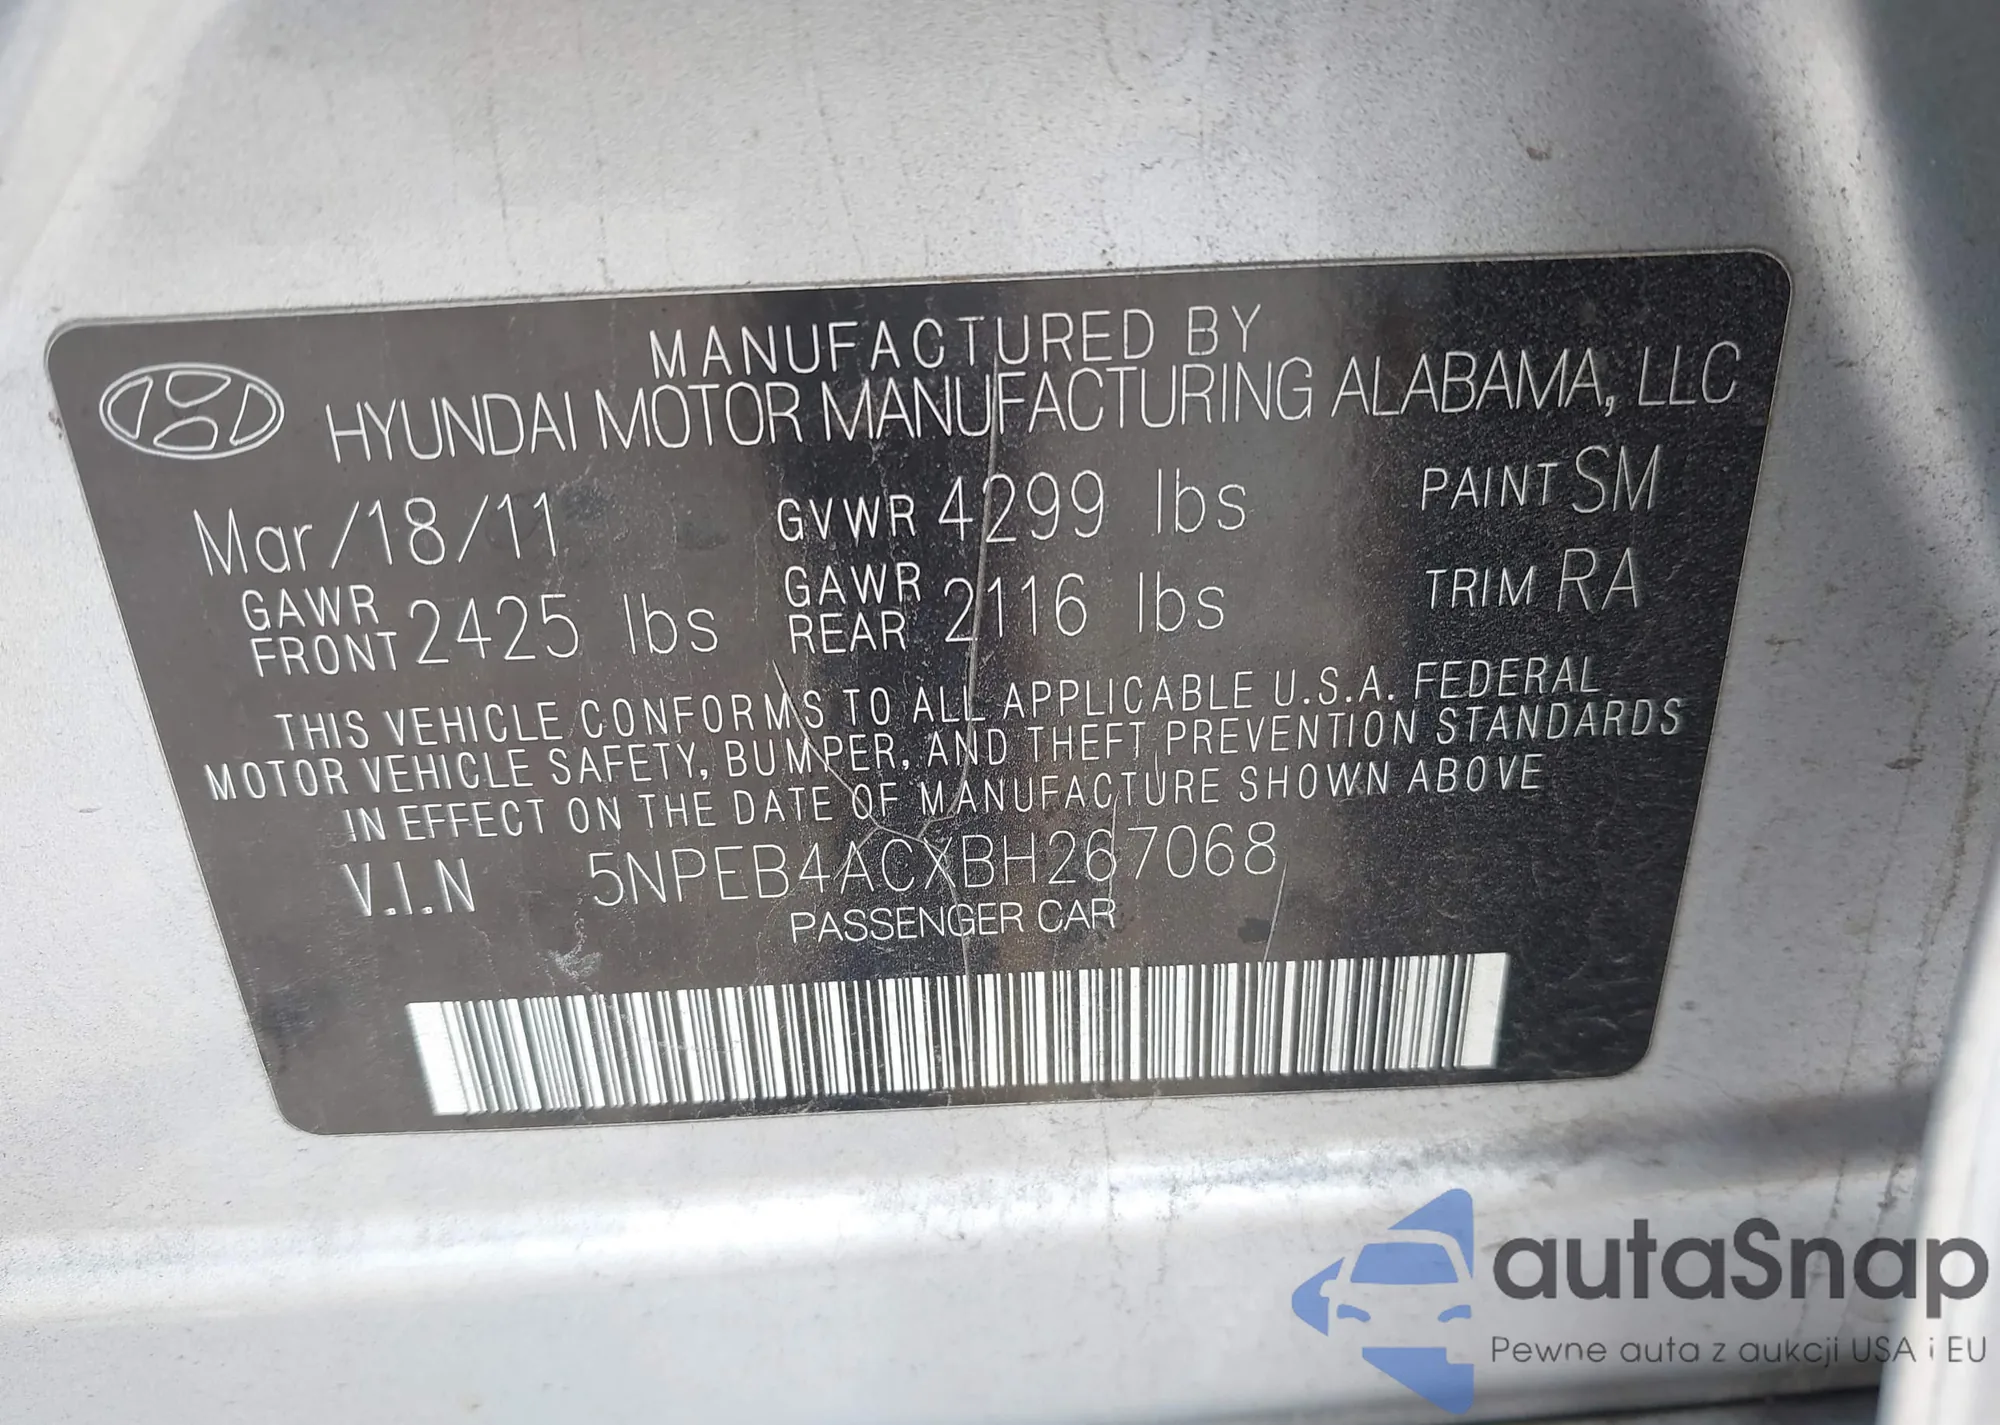 MANUFACTURED BY
HYUNDAI MOTOR MANUFACTURING ALABAMA, LLC
Mar/18/11 GVWR 4299 lbs PAINT SM
GAWR FRONT 2425 lbs GAWR REAR 2116 lbs TRIM RA
THIS VEHICLE CONFORMS TO ALL APPLICABLE U.S.A. FEDERAL
MOTOR VEHICLE SAFETY, BUMPER, AND THEFT PREVENTION STANDARDS
IN EFFECT ON THE DATE OF MANUFACTURE SHOWN ABOVE
V.I.N 5NPEB4ACXBH267068
PASSENGER CAR
autaSnap
Pewne auta z aukcji USA i EU